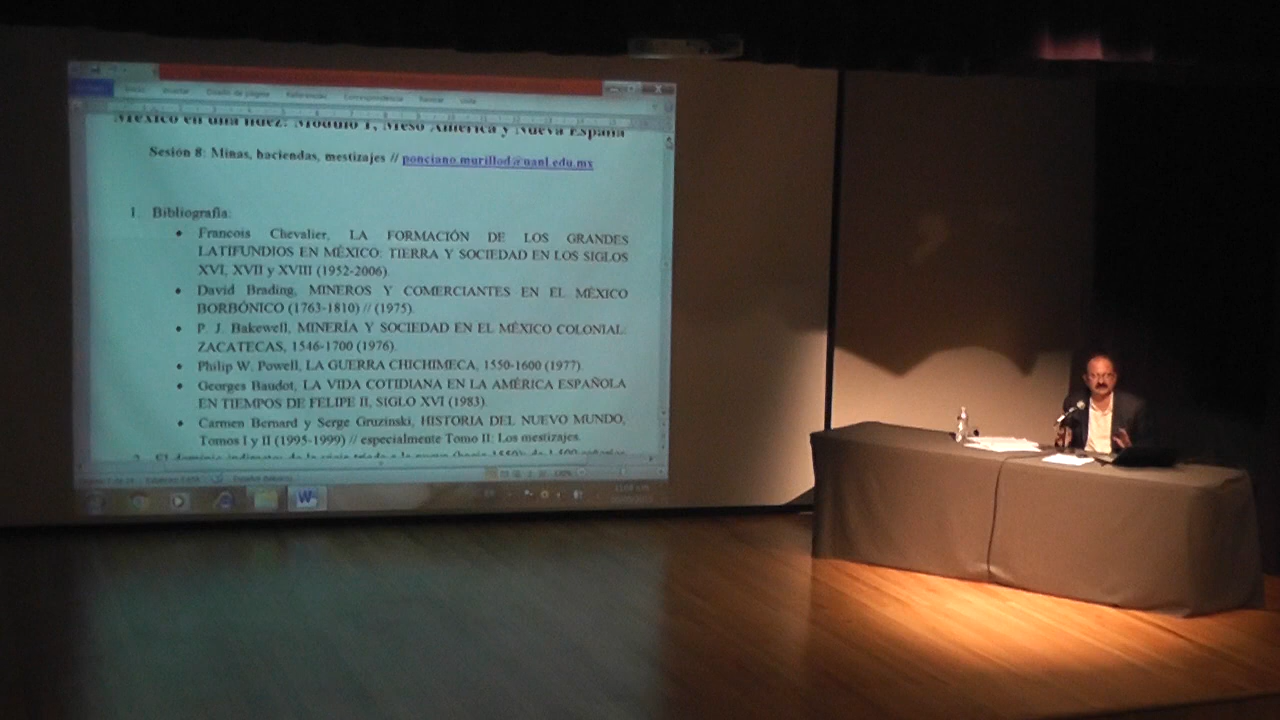 México en una nuez: Módulo I, Meso América y Nueva España
Sesión 8: Minas, haciendas, mestizajes // ponciano.murillod@uanl.edu.mx
1. Bibliografía:
• Francois Chevalier, LA FORMACIÓN DE LOS GRANDES
LATIFUNDIOS EN MÉXICO: TIERRA Y SOCIEDAD EN LOS SIGLOS
XVI, XVII y XVIII (1952-2006).
• David Brading, MINEROS Y COMERCIANTES EN EL MÉXICO
BORBÓNICO (1763-1810) // (1975).
• P. J. Bakewell, MINERÍA Y SOCIEDAD EN EL MÉXICO COLONIAL:
ZACATECAS, 1546-1700 (1976).
• Philip W. Powell, LA GUERRA CHICHIMECA, 1550-1600 (1977).
• Georges Baudot, LA VIDA COTIDIANA EN LA AMÉRICA ESPAÑOLA
EN TIEMPOS DE FELIPE II, SIGLO XVI (1983).
• Carmen Bernard y Serge Gruzinski, HISTORIA DEL NUEVO MUNDO,
Tomos I y II (1995-1999) // especialmente Tomo II: Los mestizajes.